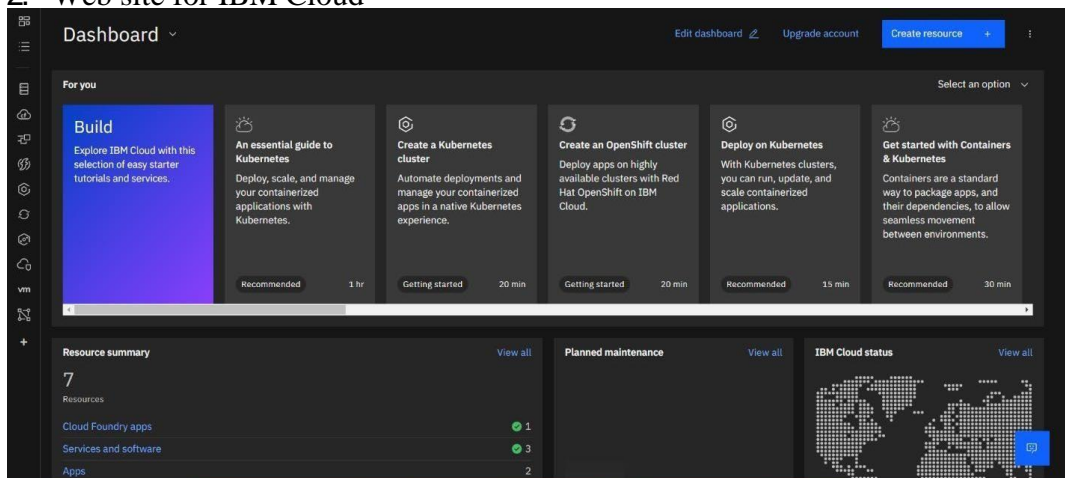 2. Web site for IBM Cloud
Dashboard
Edit dashboard
Upgrade account
Create resource +
For you
Select an option
Build
Explore IBM Cloud with this
selection of easy starter
tutorials and services.
An essential guide to
Kubernetes
Deploy, scale, and manage
your containerized
applications with
Kubernetes.
Recommended 1 hr
Create a Kubernetes
cluster
Automate deployments and
manage your containerized
apps in a native Kubernetes
experience.
Getting started 20 min
Create an OpenShift cluster
Deploy apps on highly
available clusters with Red
Hat OpenShift on IBM
Cloud.
Getting started 20 min
Deploy on Kubernetes
With Kubernetes clusters,
you can run, update, and
scale containerized
applications.
Recommended 15 min
Get started with Containers
& Kubernetes
Containers are a standard
way to package apps, and
their dependencies, to allow
seamless movement
between environments.
Recommended 30 min
vm
+
Resource summary View all
7
Resources
Cloud Foundry apps 1
Services and software 3
Apps 2
Planned maintenance View all
IBM Cloud status View all